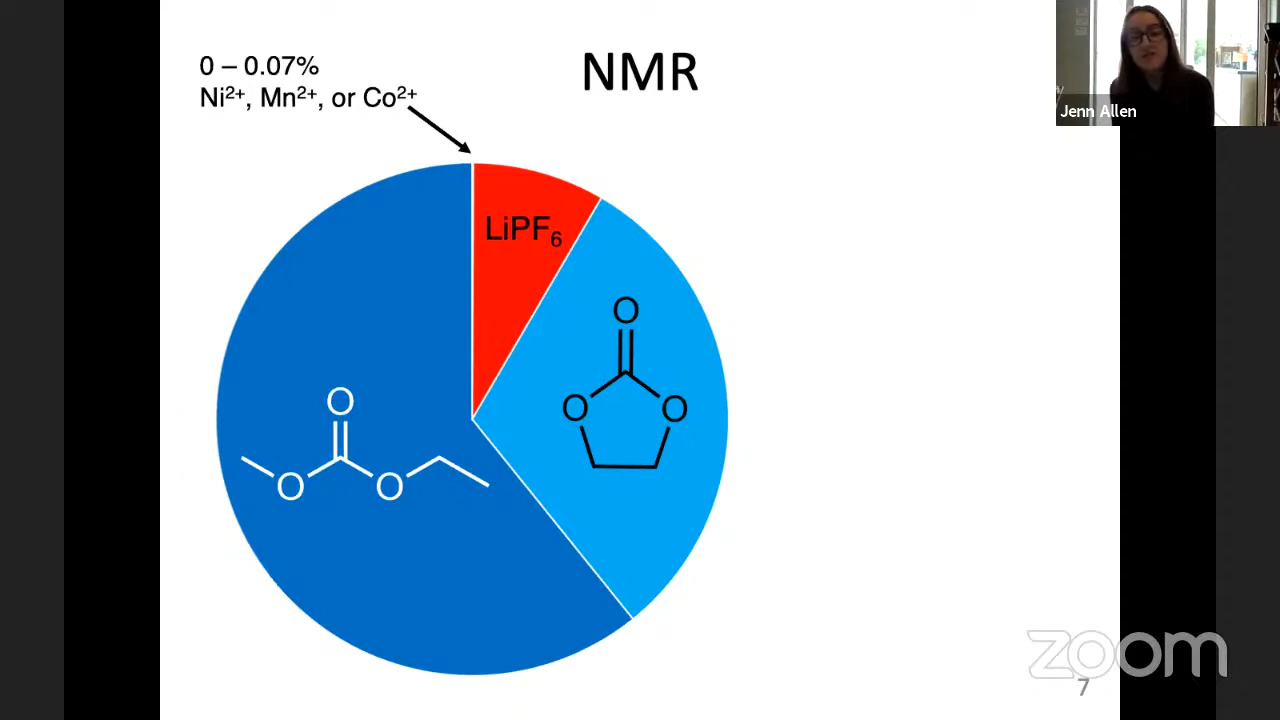 NMR
0 – 0.07%
Ni²⁺, Mn²⁺, or Co²⁺
LiPF₆
O
O
O
O
O
O
Jenn Allen
zoom
7